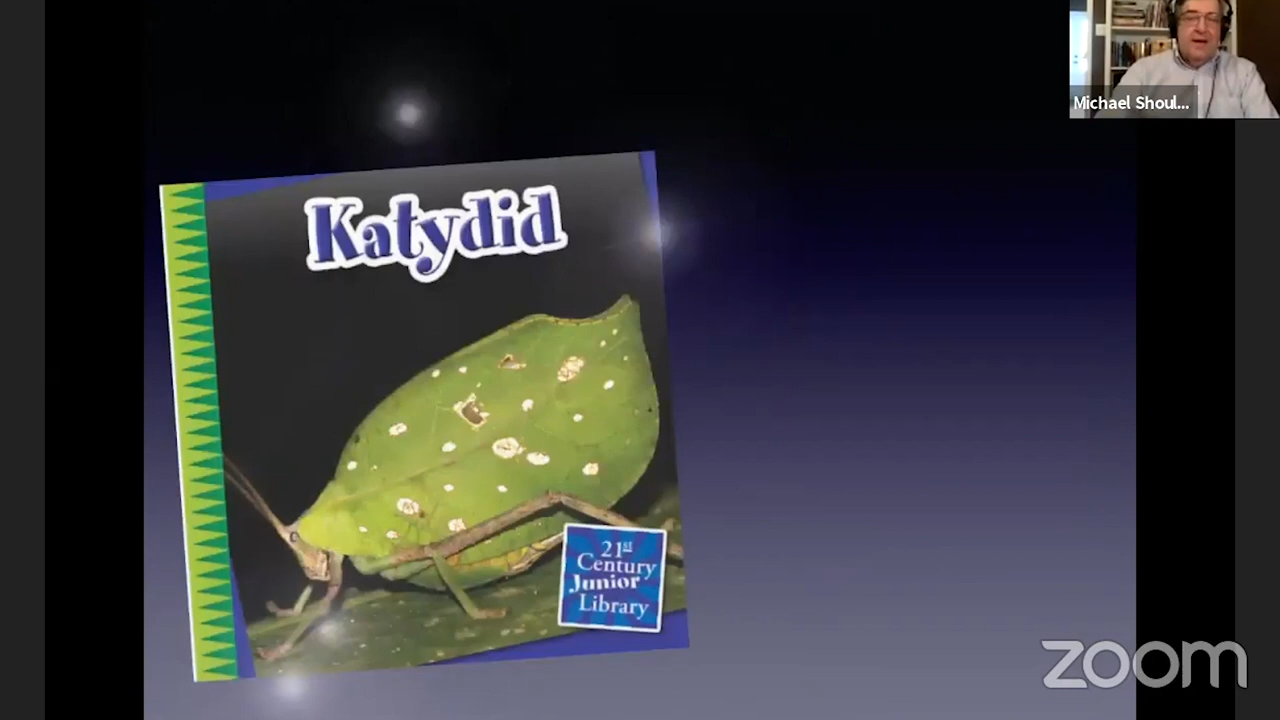 Michael Shoul...
Katydid
21st
Century
Junior
Library
zoom